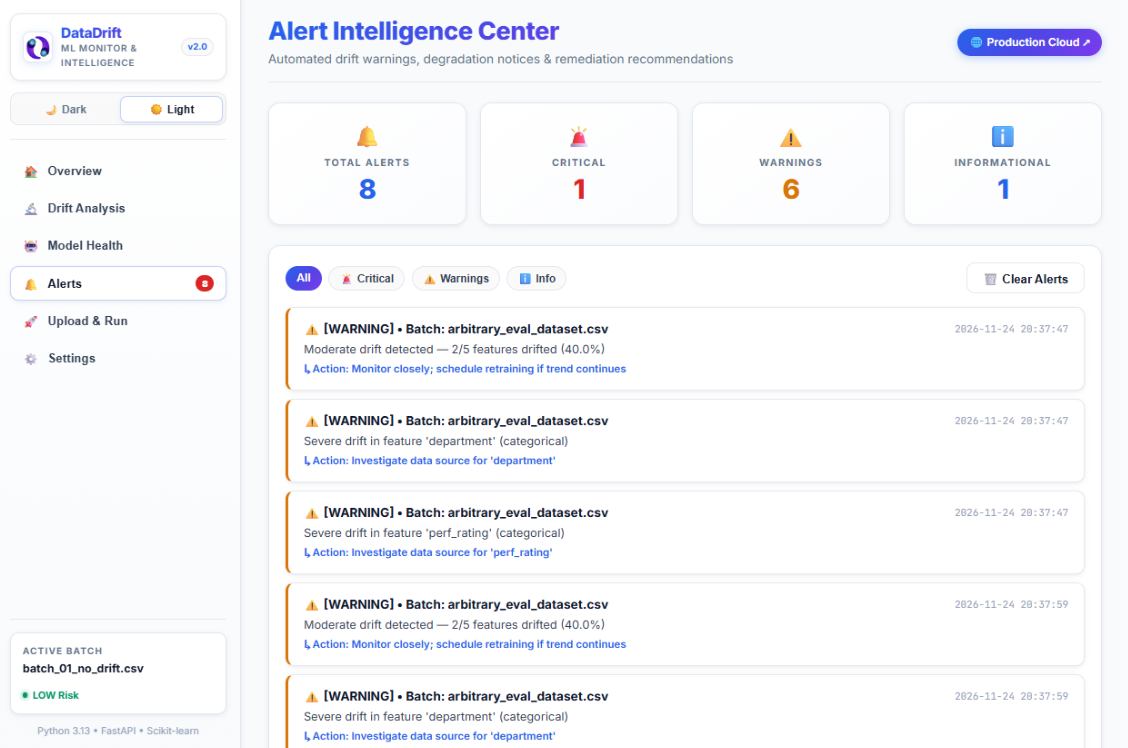 DataDrift
ML MONITOR &
INTELLIGENCE
v2.0
Dark
Light
Overview
Drift Analysis
Model Health
Alerts
8
Upload & Run
Settings
ACTIVE BATCH
batch_01_no_drift.csv
LOW Risk
Python 3.13 • FastAPI • Scikit-learn
Alert Intelligence Center
Automated drift warnings, degradation notices & remediation recommendations
Production Cloud ↗
TOTAL ALERTS
8
CRITICAL
1
WARNINGS
6
INFORMATIONAL
1
All
Critical
Warnings
Info
Clear Alerts
[WARNING] • Batch: arbitrary_eval_dataset.csv
2026-11-24 20:37:47
Moderate drift detected — 2/5 features drifted (40.0%)
↳ Action: Monitor closely; schedule retraining if trend continues
[WARNING] • Batch: arbitrary_eval_dataset.csv
2026-11-24 20:37:47
Severe drift in feature 'department' (categorical)
↳ Action: Investigate data source for 'department'
[WARNING] • Batch: arbitrary_eval_dataset.csv
2026-11-24 20:37:47
Severe drift in feature 'perf_rating' (categorical)
↳ Action: Investigate data source for 'perf_rating'
[WARNING] • Batch: arbitrary_eval_dataset.csv
2026-11-24 20:37:59
Moderate drift detected — 2/5 features drifted (40.0%)
↳ Action: Monitor closely; schedule retraining if trend continues
[WARNING] • Batch: arbitrary_eval_dataset.csv
2026-11-24 20:37:59
Severe drift in feature 'department' (categorical)
↳ Action: Investigate data source for 'department'